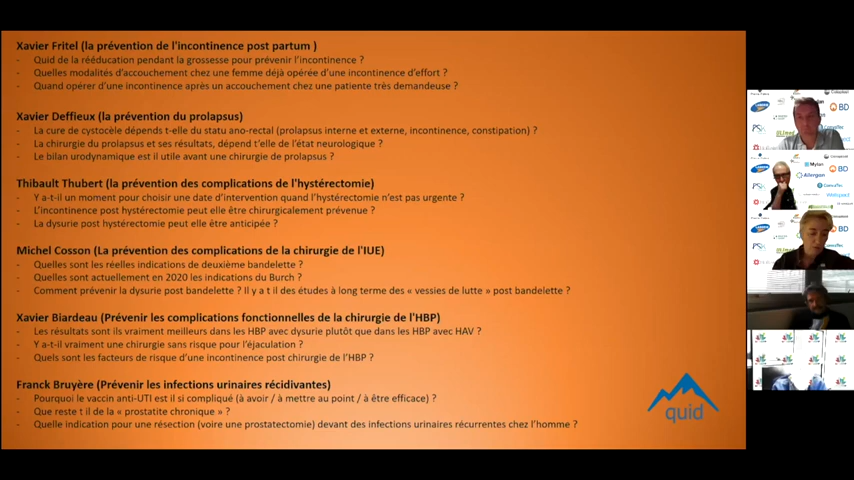 Xavier Fritel (la prévention de l'incontinence post partum )
- Quid de la rééducation pendant la grossesse pour prévenir l'incontinence ?
- Quelles modalités d'accouchement chez une femme déjà opérée d'une incontinence d'effort ?
- Quand opérer d'une incontinence après un accouchement chez une patiente très demandeuse ?
Xavier Deffieux (la prévention du prolapsus)
- La cure de cystocèle dépends t-elle du statu ano-rectal (prolapsus interne et externe, incontinence, constipation) ?
- La chirurgie du prolapsus et ses résultats, dépend t'elle de l'état neurologique ?
- Le bilan urodynamique est il utile avant une chirurgie de prolapsus ?
Thibault Thubert (la prévention des complications de l'hystérectomie)
- Y a-t-il un moment pour choisir une date d'intervention quand l'hystérectomie n'est pas urgente ?
- L'incontinence post hystérectomie peut elle être chirurgicalement prévenue ?
- La dysurie post hystérectomie peut elle être anticipée ?
Michel Cosson (La prévention des complications de la chirurgie de l'IUE)
- Quelles sont les réelles indications de deuxième bandelette ?
- Quelles sont actuellement en 2020 les indications du Burch ?
- Comment prévenir la dysurie post bandelette ? Il y a t il des études à long terme des « vessies de lutte » post bandelette ?
Xavier Biardeau (Prévenir les complications fonctionnelles de la chirurgie de l'HBP)
- Les résultats sont ils vraiment meilleurs dans les HBP avec dysurie plutôt que dans les HBP avec HAV ?
- Y a-t-il vraiment une chirurgie sans risque pour l'éjaculation ?
- Quels sont les facteurs de risque d'une incontinence post chirurgie de l'HBP ?
Franck Bruyère (Prévenir les infections urinaires récidivantes)
- Pourquoi le vaccin anti-UTI est il si compliqué (à avoir / à mettre au point / à être efficace) ?
- Que reste t il de la « prostatite chronique » ?
- Quelle indication pour une résection (voire une prostatectomie) devant des infections urinaires récurrentes chez l'homme ?
quid
BD
Mylan
Allergan
BD
BD